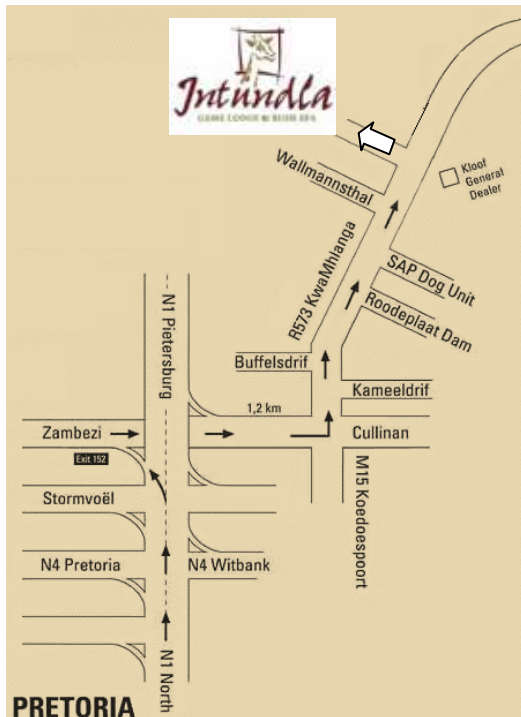 Intundla
GAME LODGE & BUSH SPA
Wallmannsthal
Kloof
General
Dealer
R573 KwaMhlanga
SAP Dog Unit
Roodeplaat Dam
N1 Pietersburg
Buffelsdrif
Kameeldrif
1,2 km
Zambezi
Cullinan
Exit 152
M15 Koedoespoort
Stormvoël
N4 Pretoria
N4 Witbank
N1 North
PRETORIA